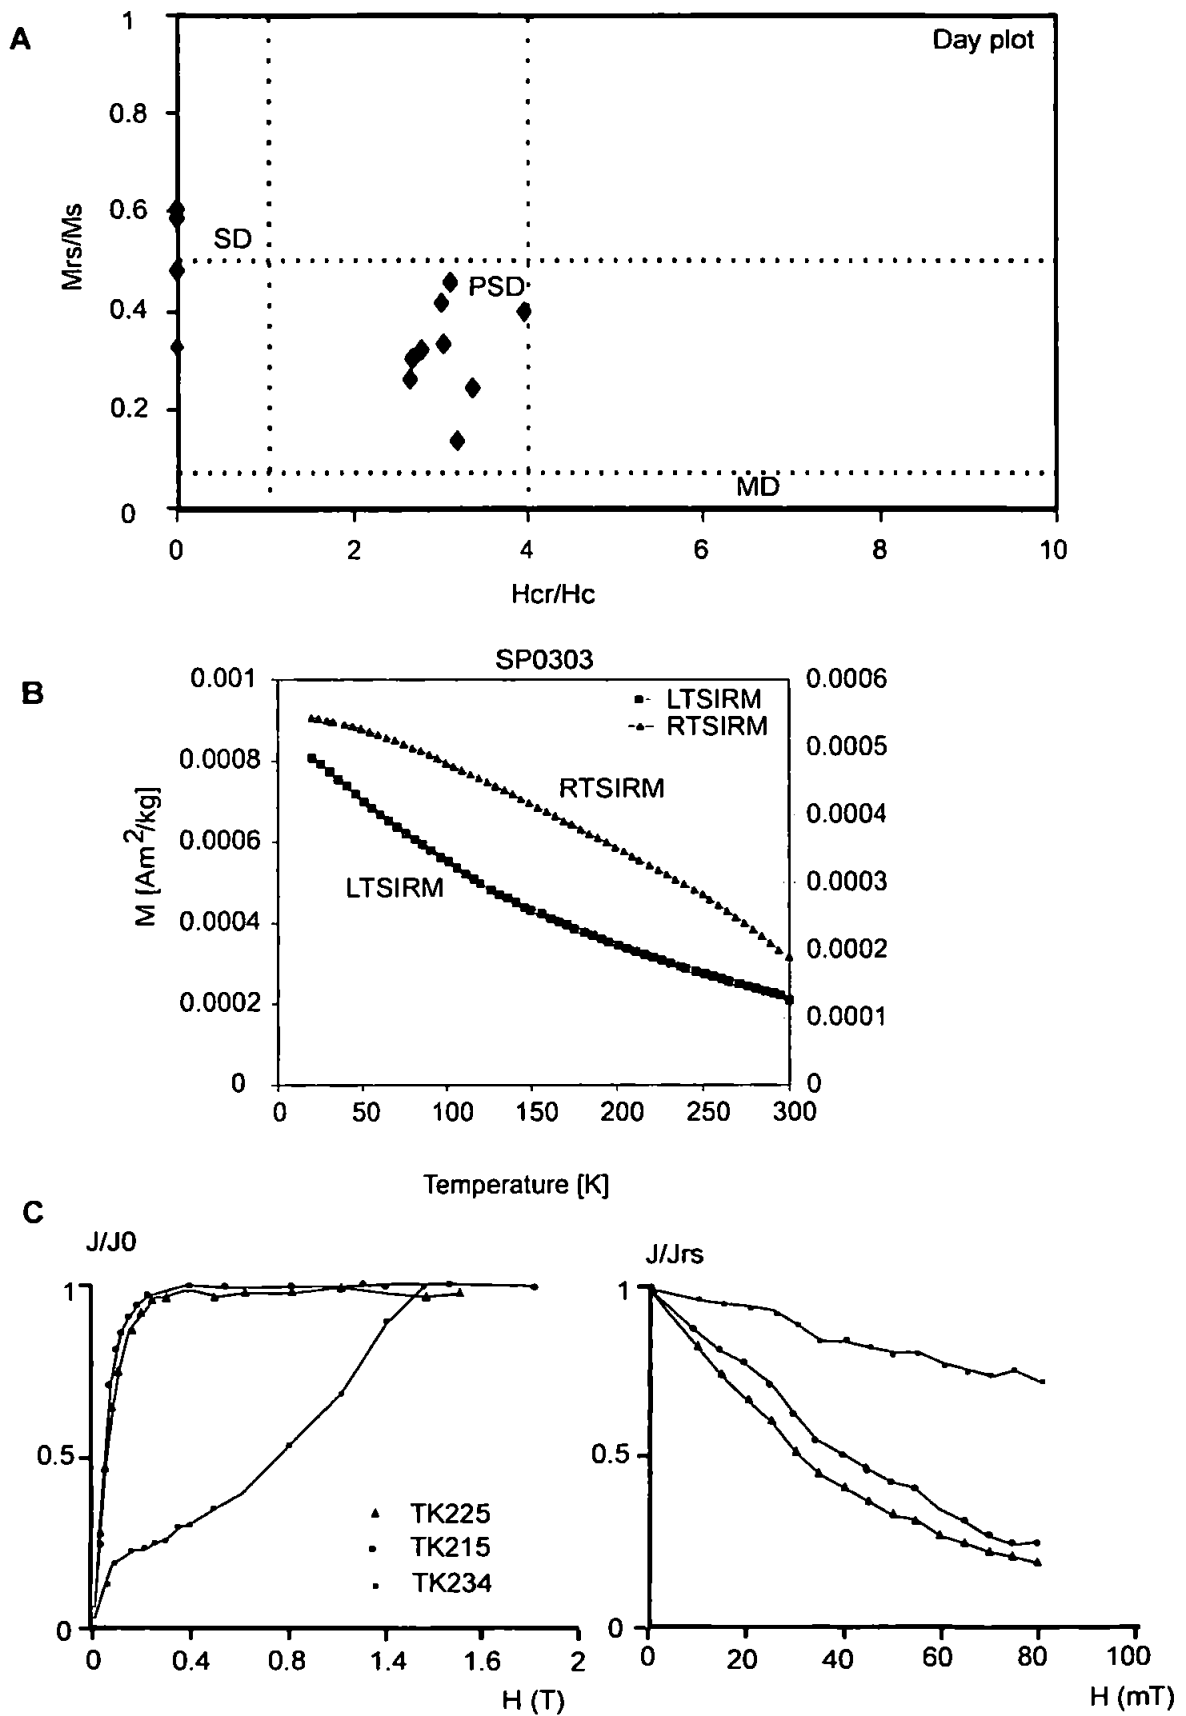 A
Day plot
1
0.8
0.6
0.4
0.2
0
Mrs/Ms
SD
PSD
MD
0 2 4 6 8 10
Hcr/Hc
B
SP0303
0.001
0.0008
0.0006
0.0004
0.0002
0
M [Am2/kg]
LTSIRM
RTSIRM
RTSIRM
LTSIRM
0.0006
0.0005
0.0004
0.0003
0.0002
0.0001
0
0 50 100 150 200 250 300
Temperature [K]
C
J/J0
1
0.5
0
TK225
TK215
TK234
0 0.4 0.8 1.4 1.6 2
H (T)
J/Jrs
1
0.5
0
0 20 40 60 80 100
H (mT)